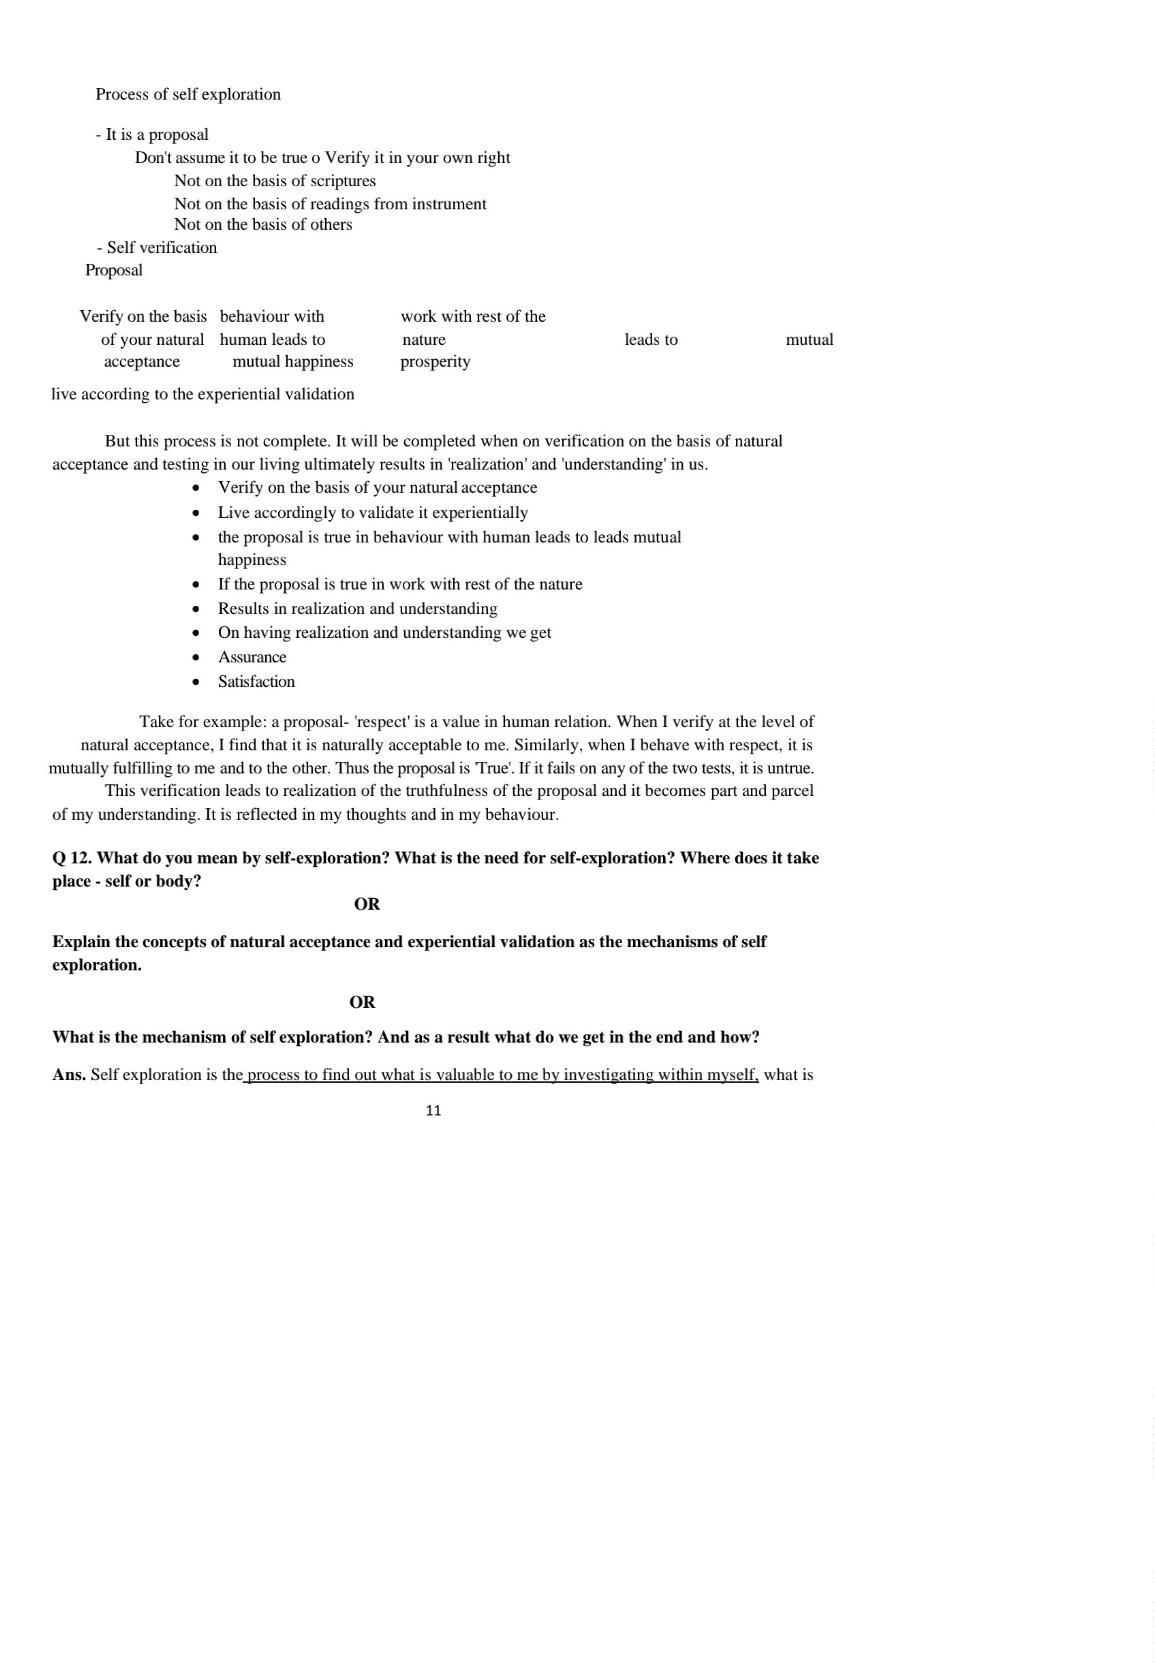 Process of self exploration
- It is a proposal
Don't assume it to be true o Verify it in your own right
Not on the basis of scriptures
Not on the basis of readings from instrument
Not on the basis of others
- Self verification
Proposal
Verify on the basis behaviour with work with rest of the
of your natural human leads to nature leads to mutual
acceptance mutual happiness prosperity
live according to the experiential validation
But this process is not complete. It will be completed when on verification on the basis of natural
acceptance and testing in our living ultimately results in 'realization' and 'understanding' in us.
• Verify on the basis of your natural acceptance
• Live accordingly to validate it experientially
• the proposal is true in behaviour with human leads to leads mutual
happiness
• If the proposal is true in work with rest of the nature
• Results in realization and understanding
• On having realization and understanding we get
• Assurance
• Satisfaction
Take for example: a proposal- 'respect' is a value in human relation. When I verify at the level of
natural acceptance, I find that it is naturally acceptable to me. Similarly, when I behave with respect, it is
mutually fulfilling to me and to the other. Thus the proposal is 'True'. If it fails on any of the two tests, it is untrue.
This verification leads to realization of the truthfulness of the proposal and it becomes part and parcel
of my understanding. It is reflected in my thoughts and in my behaviour.
Q 12. What do you mean by self-exploration? What is the need for self-exploration? Where does it take
place - self or body?
OR
Explain the concepts of natural acceptance and experiential validation as the mechanisms of self
exploration.
OR
What is the mechanism of self exploration? And as a result what do we get in the end and how?
Ans. Self exploration is the process to find out what is valuable to me by investigating within myself, what is
11